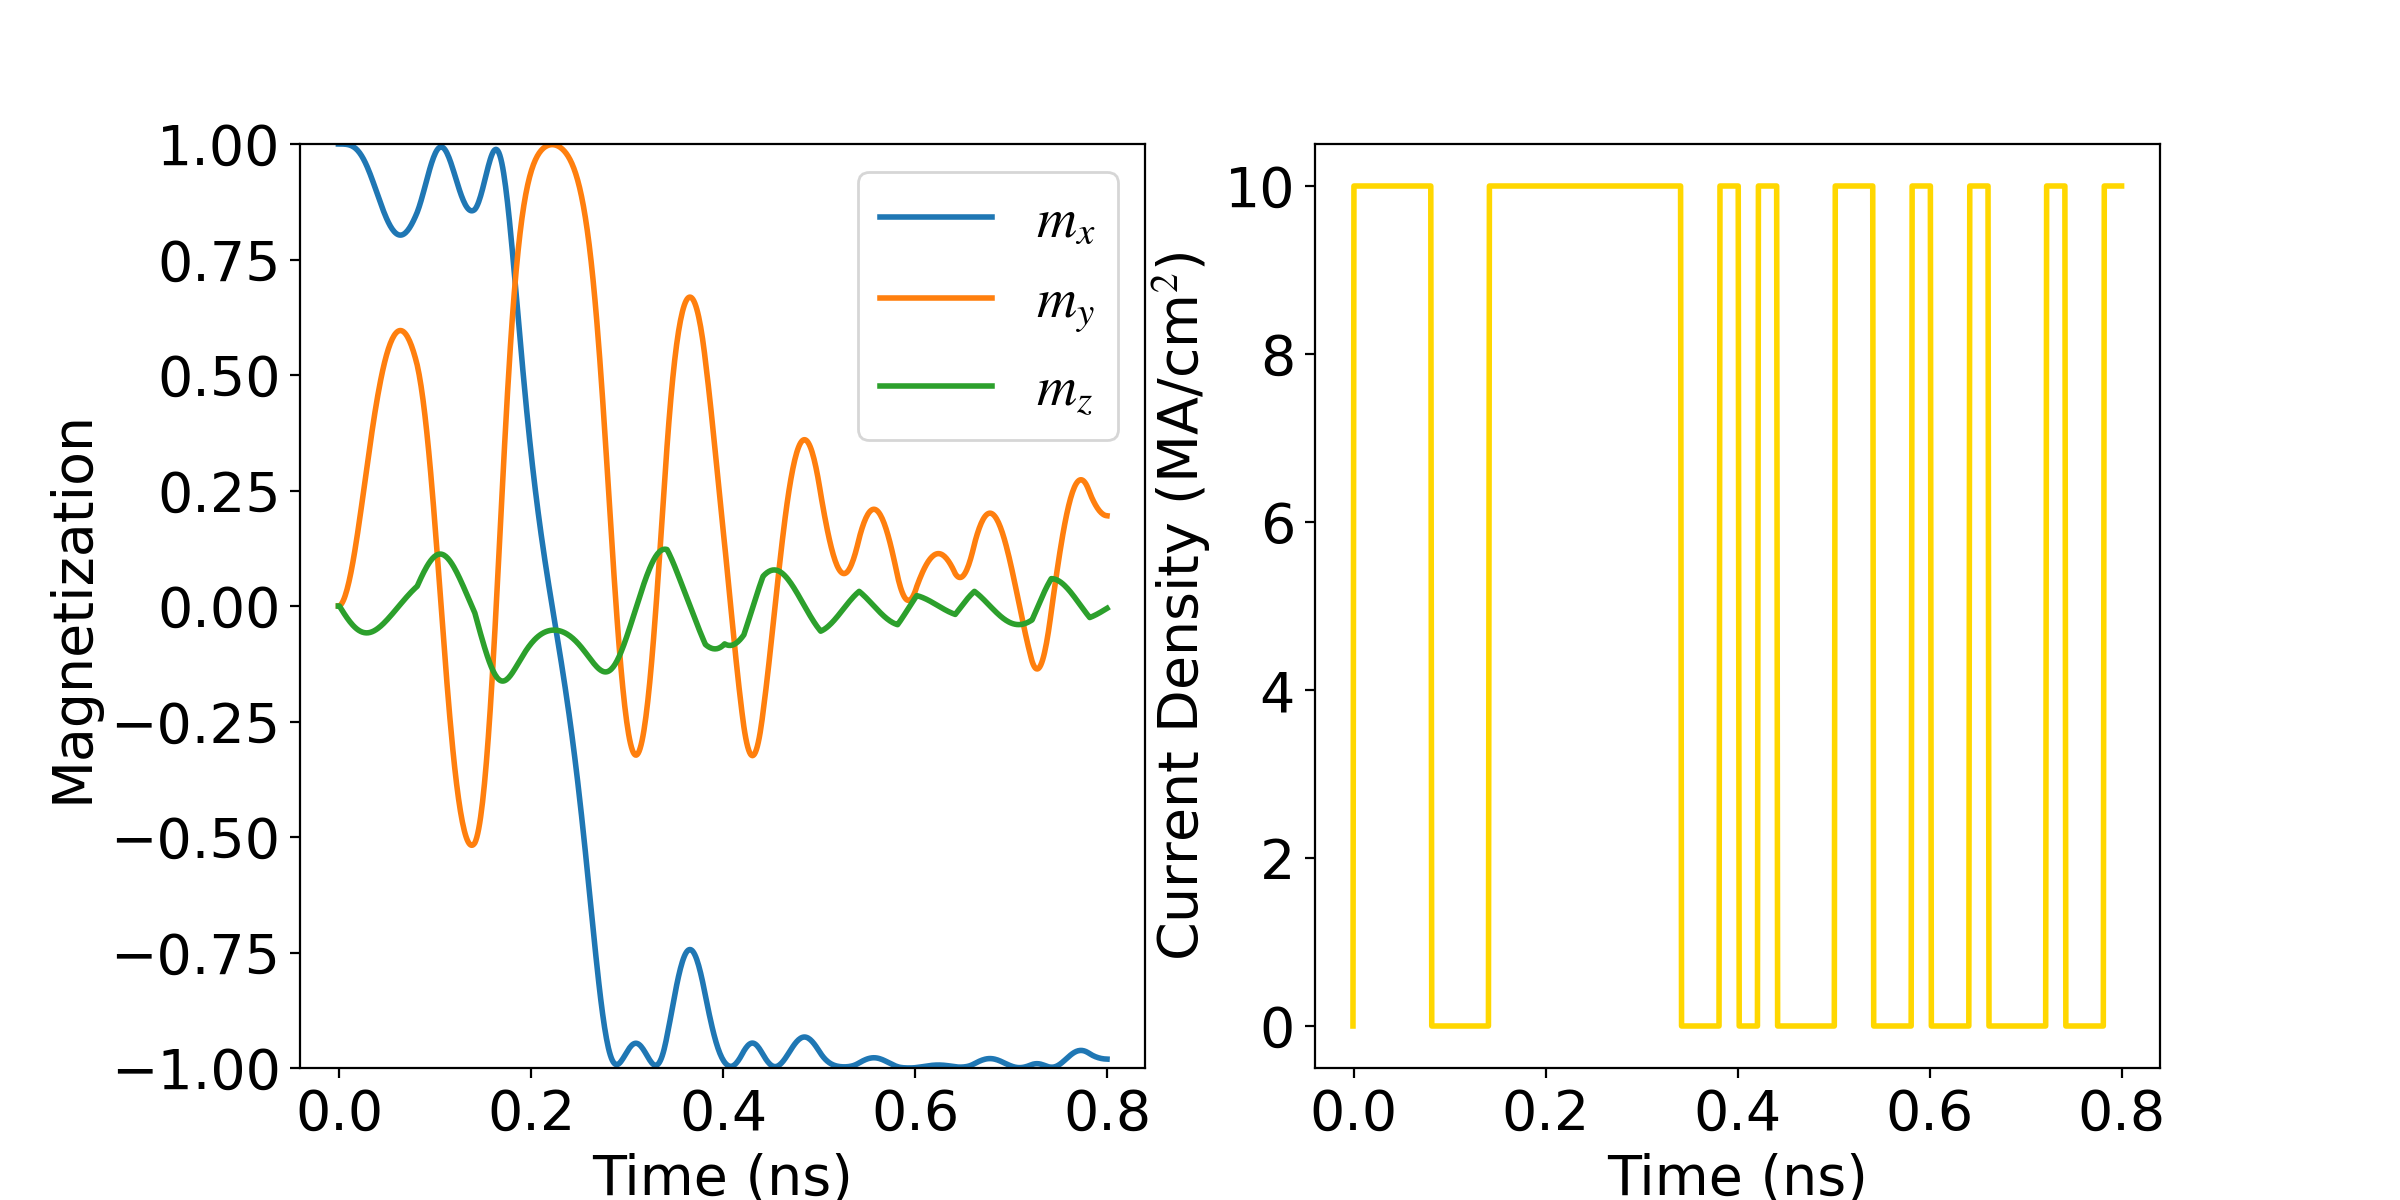 Magnetization
1.00
0.75
0.50
0.25
0.00
−0.25
−0.50
−0.75
−1.00
0.0 0.2 0.4 0.6 0.8
Time (ns)
m_x
m_y
m_z
Current Density (MA/cm²)
10
8
6
4
2
0
0.0 0.2 0.4 0.6 0.8
Time (ns)